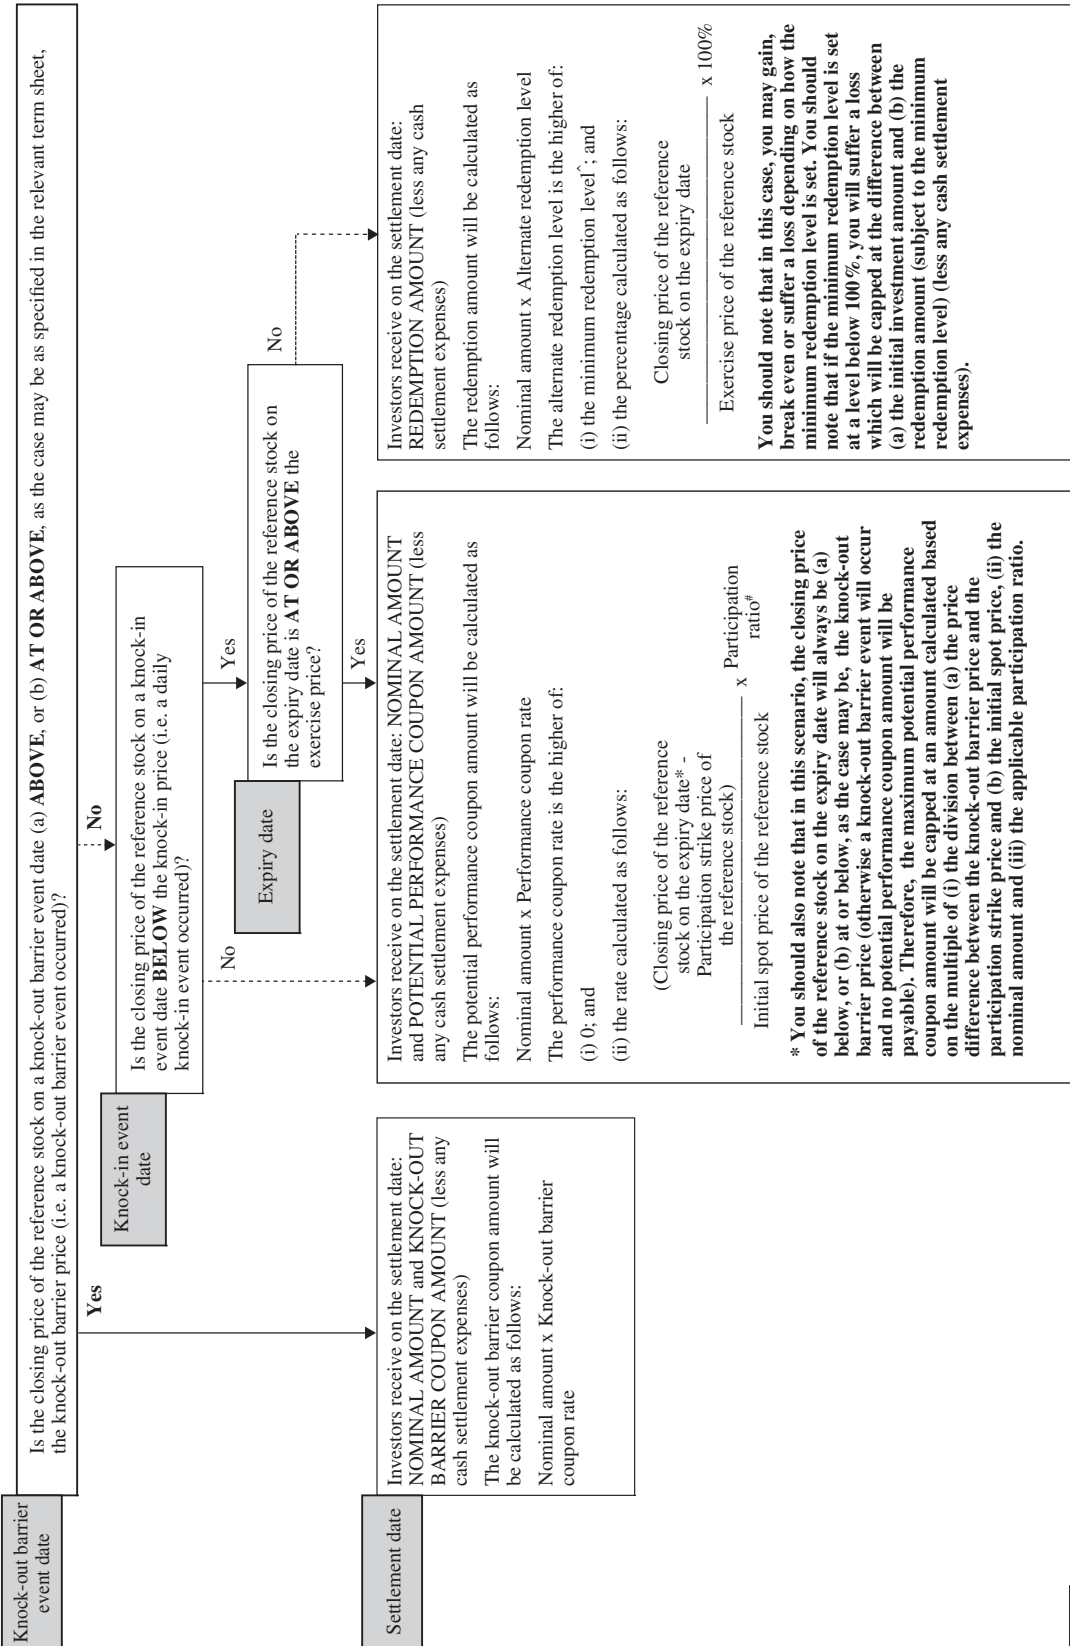 Knock-out barrier
event date
Is the closing price of the reference stock on a knock-out barrier event date (a) ABOVE, or (b) AT OR ABOVE, as the case may be as specified in the relevant term sheet,
the knock-out barrier price (i.e. a knock-out barrier event occurred)?
Yes
No
Knock-in event
date
Is the closing price of the reference stock on a knock-in
event date BELOW the knock-in price (i.e. a daily
knock-in event occurred)?
No
Yes
Expiry date
Is the closing price of the reference stock on
the expiry date is AT OR ABOVE the
exercise price?
Yes
No
Settlement date
Investors receive on the settlement date:
NOMINAL AMOUNT and KNOCK-OUT
BARRIER COUPON AMOUNT (less any
cash settlement expenses)
The knock-out barrier coupon amount will
be calculated as follows:
Nominal amount x Knock-out barrier
coupon rate
Investors receive on the settlement date: NOMINAL AMOUNT
and POTENTIAL PERFORMANCE COUPON AMOUNT (less
any cash settlement expenses)
The potential performance coupon amount will be calculated as
follows:
Nominal amount x Performance coupon rate
The performance coupon rate is the higher of:
(i) 0; and
(ii) the rate calculated as follows:
(Closing price of the reference
stock on the expiry date* -
Participation strike price of
the reference stock)
Initial spot price of the reference stock
x
Participation
ratio#
* You should also note that in this scenario, the closing price
of the reference stock on the expiry date will always be (a)
below, or (b) at or below, as the case may be, the knock-out
barrier price (otherwise a knock-out barrier event will occur
and no potential performance coupon amount will be
payable). Therefore, the maximum potential performance
coupon amount will be capped at an amount calculated based
on the multiple of (i) the division between (a) the price
difference between the knock-out barrier price and the
participation strike price and (b) the initial spot price, (ii) the
nominal amount and (iii) the applicable participation ratio.
Investors receive on the settlement date:
REDEMPTION AMOUNT (less any cash
settlement expenses)
The redemption amount will be calculated as
follows:
Nominal amount x Alternate redemption level
The alternate redemption level is the higher of:
(i) the minimum redemption level^; and
(ii) the percentage calculated as follows:
Closing price of the reference
stock on the expiry date
Exercise price of the reference stock
x 100%
You should note that in this case, you may gain,
break even or suffer a loss depending on how the
minimum redemption level is set. You should
note that if the minimum redemption level is set
at a level below 100%, you will suffer a loss
which will be capped at the difference between
(a) the initial investment amount and (b) the
redemption amount (subject to the minimum
redemption level) (less any cash settlement
expenses).